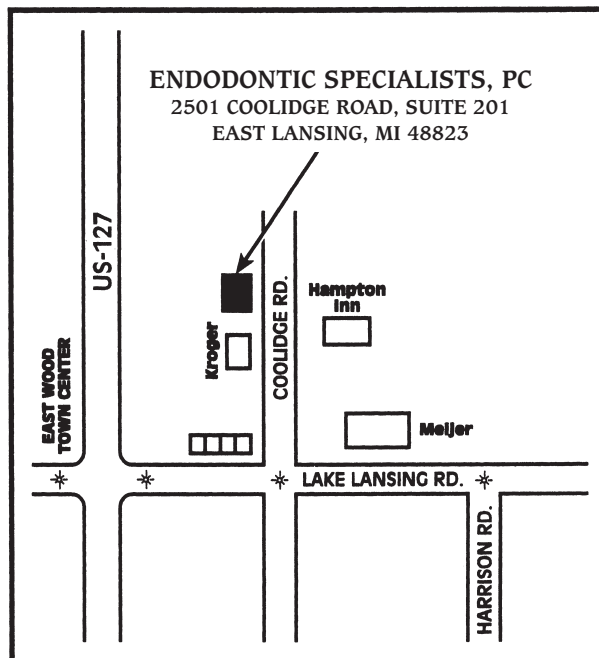 ENDODONTIC SPECIALISTS, PC
2501 COOLIDGE ROAD, SUITE 201
EAST LANSING, MI 48823
US-127
COOLIDGE RD.
Hampton
Inn
Kroger
EAST WOOD
TOWN CENTER
Meijer
LAKE LANSING RD.
HARRISON RD.